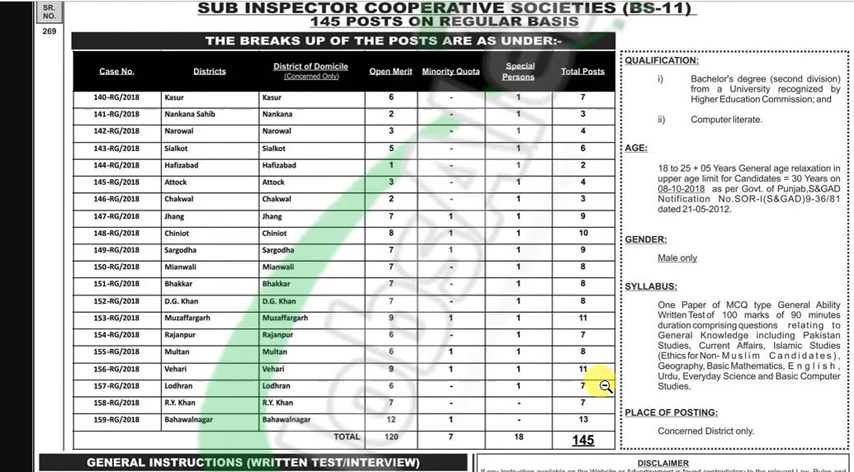 SR.
NO.
SUB INSPECTOR COOPERATIVE SOCIETIES (BS-11)
145 POSTS ON REGULAR BASIS
269
THE BREAKS UP OF THE POSTS ARE AS UNDER:-
Case No. Districts District of Domicile (Concerned Only) Open Merit Minority Quota Special Persons Total Posts
140-RG/2018 Kasur Kasur 6 - 1 7
141-RG/2018 Nankana Sahib Nankana 2 - 1 3
142-RG/2018 Narowal Narowal 3 - 1 4
143-RG/2018 Sialkot Sialkot 5 - 1 6
144-RG/2018 Hafizabad Hafizabad 1 - 1 2
145-RG/2018 Attock Attock 3 - 1 4
146-RG/2018 Chakwal Chakwal 2 - 1 3
147-RG/2018 Jhang Jhang 7 1 1 9
148-RG/2018 Chiniot Chiniot 8 1 1 10
149-RG/2018 Sargodha Sargodha 7 1 1 9
150-RG/2018 Mianwali Mianwali 7 - 1 8
151-RG/2018 Bhakkar Bhakkar 7 - 1 8
152-RG/2018 D.G. Khan D.G. Khan 7 - 1 8
153-RG/2018 Muzaffargarh Muzaffargarh 9 1 1 11
154-RG/2018 Rajanpur Rajanpur 6 - 1 7
155-RG/2018 Multan Multan 6 1 1 8
156-RG/2018 Vehari Vehari 9 1 1 11
157-RG/2018 Lodhran Lodhran 6 - 1 7
158-RG/2018 R.Y. Khan R.Y. Khan 7 - - 7
159-RG/2018 Bahawalnagar Bahawalnagar 12 1 - 13
TOTAL 120 7 18 145
QUALIFICATION:
i) Bachelor's degree (second division)
from a University recognized by
Higher Education Commission; and
ii) Computer literate.
AGE:
18 to 25 + 05 Years General age relaxation in
upper age limit for Candidates = 30 Years on
08-10-2018 as per Govt. of Punjab,S&GAD
Notification No.SOR-I(S&GAD)9-36/81
dated 21-05-2012.
GENDER:
Male only
SYLLABUS:
One Paper of MCQ type General Ability
Written Test of 100 marks of 90 minutes
duration comprising questions relating to
General Knowledge including Pakistan
Studies, Current Affairs, Islamic Studies
(Ethics for Non-Muslim Candidates),
Geography, Basic Mathematics, English,
Urdu, Everyday Science and Basic Computer
Studies.
PLACE OF POSTING:
Concerned District only.
GENERAL INSTRUCTIONS (WRITTEN TEST/INTERVIEW)
DISCLAIMER